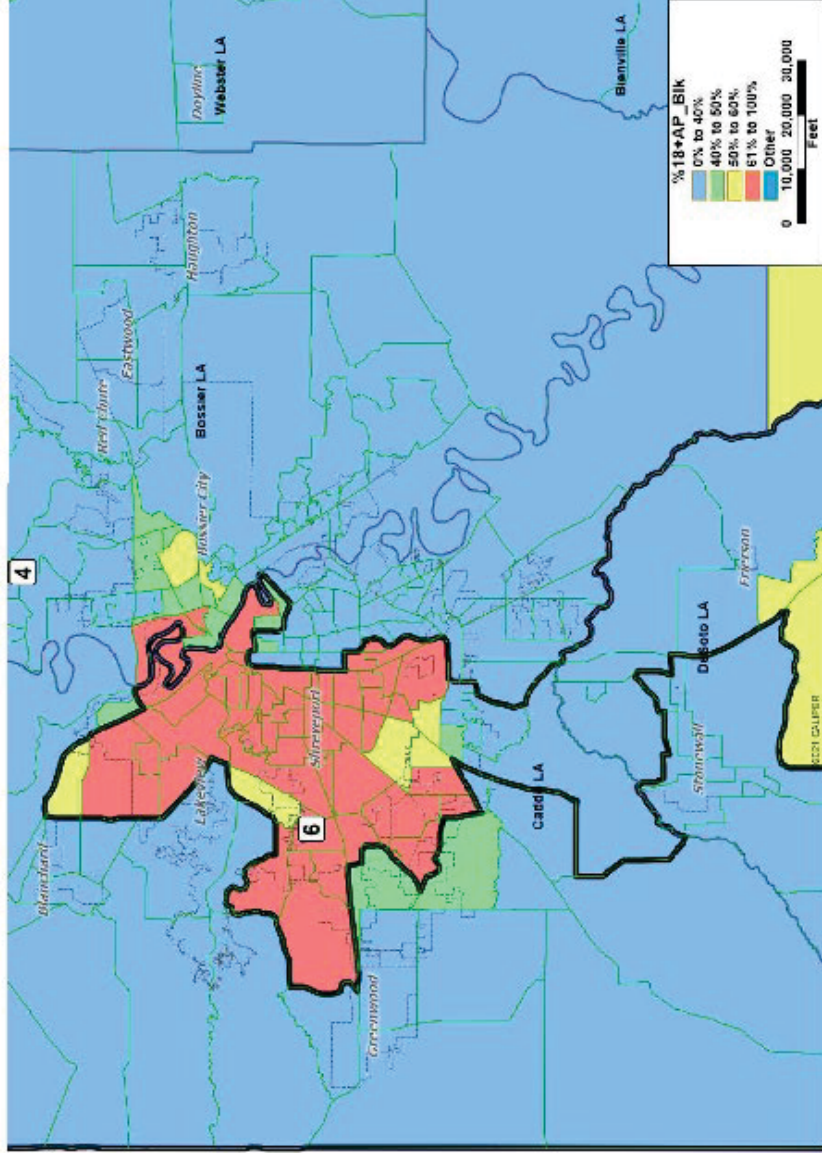 4
Doyline
Webster LA
Haughton
Eastwood
Red Chute
Bossier LA
Bossier City
Bienville LA
Blanchard
Lakeview
Shreveport
6
Greenwood
Caddo LA
Frierson
DeSoto LA
Stonewall
©2021 CALIPER
%18+AP_Blk
0% to 40%
40% to 50%
50% to 60%
61% to 100%
Other
0 10,000 20,000 30,000
Feet